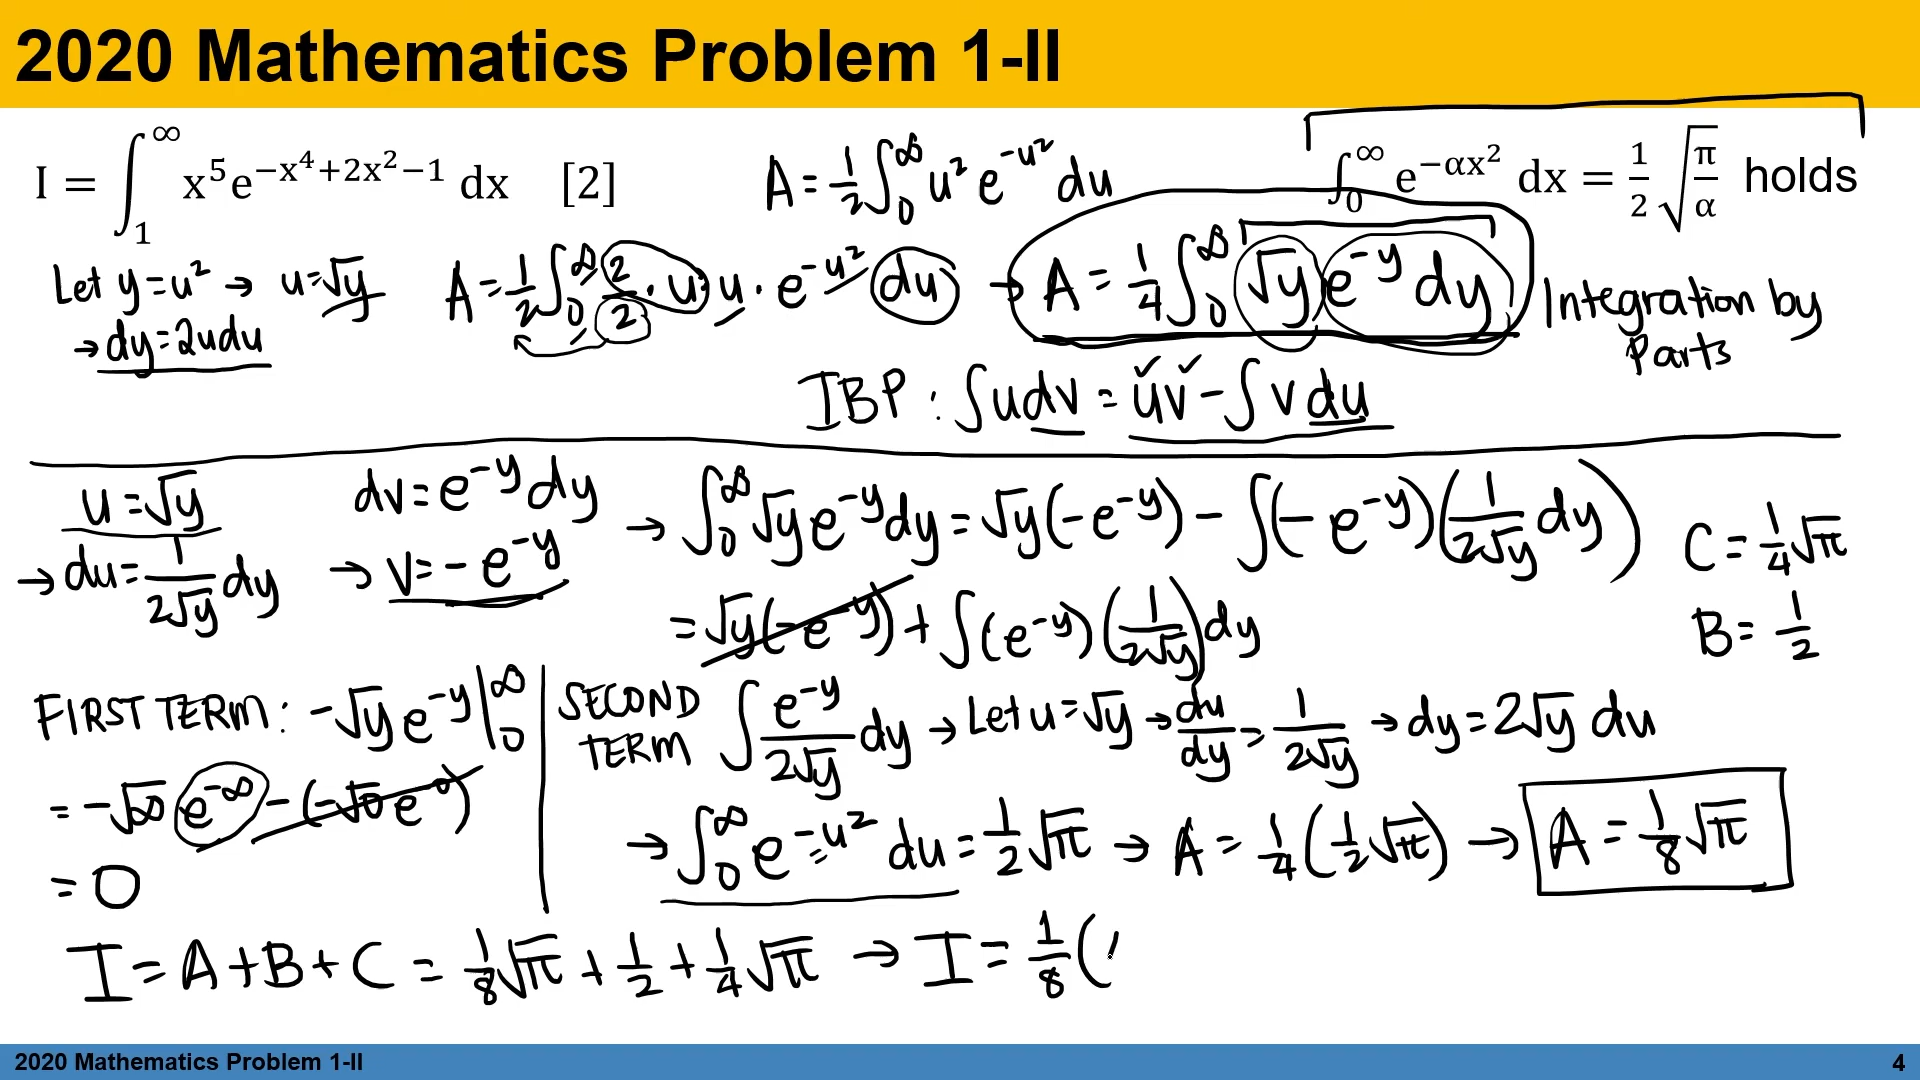 2020 Mathematics Problem 1-II
I = ∫₁^∞ x⁵e^(−x⁴+2x²−1) dx [2]
A = 1/2 ∫₀^∞ u² e^(-u²) du
∫₀^∞ e^(−αx²) dx = 1/2 √(π/α) holds
Let y = u² → u = √y
→ dy = 2udu
A = 1/2 ∫₀^∞ 2/2 · u · u · e^(-u²) du → A = 1/4 ∫₀^∞ √y e^(-y) dy
Integration by
Parts
IBP : ∫udv = uv - ∫v du
u = √y
→ du = 1/(2√y) dy
dv = e^(-y) dy
→ v = - e^(-y)
→ ∫₀^∞ √y e^(-y) dy = √y(-e^(-y)) - ∫(-e^(-y))(1/(2√y) dy)
= √y(-e^(-y)) + ∫(e^(-y))(1/(2√y)) dy
C = 1/4 √π
B = 1/2
FIRST TERM : -√y e^(-y) |₀^∞
= -√∞ e^(-∞) - (-√0 e^(-0))
= 0
SECOND
TERM
∫ e^(-y)/(2√y) dy → Let u = √y → du/dy = 1/(2√y) → dy = 2√y du
→ ∫₀^∞ e^(-u²) du = 1/2 √π → A = 1/4 (1/2 √π) → A = 1/8 √π
I = A + B + C = 1/8 √π + 1/2 + 1/4 √π → I = 1/8 (
2020 Mathematics Problem 1-II
4